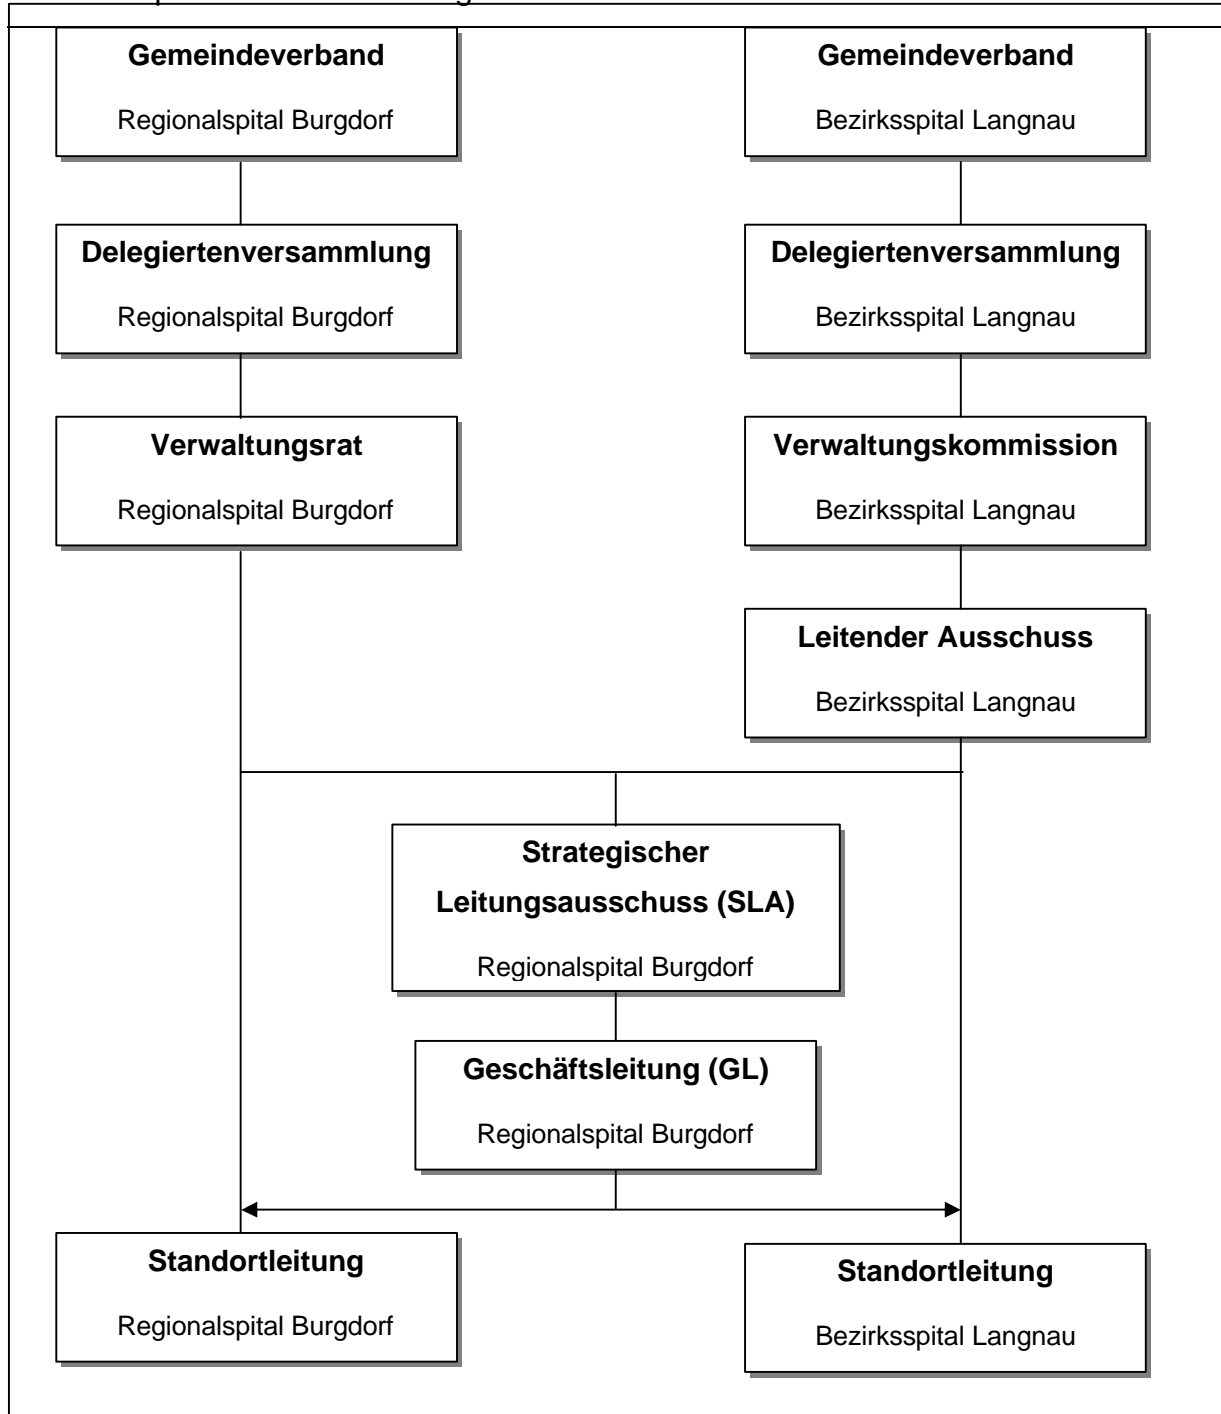 Gemeindeverband
Regionalspital Burgdorf
Gemeindeverband
Bezirksspital Langnau
Delegiertenversammlung
Regionalspital Burgdorf
Delegiertenversammlung
Bezirksspital Langnau
Verwaltungsrat
Regionalspital Burgdorf
Verwaltungskommission
Bezirksspital Langnau
Leitender Ausschuss
Bezirksspital Langnau
Strategischer
Leitungsausschuss (SLA)
Regionalspital Burgdorf
Geschäftsleitung (GL)
Regionalspital Burgdorf
Standortleitung
Regionalspital Burgdorf
Standortleitung
Bezirksspital Langnau